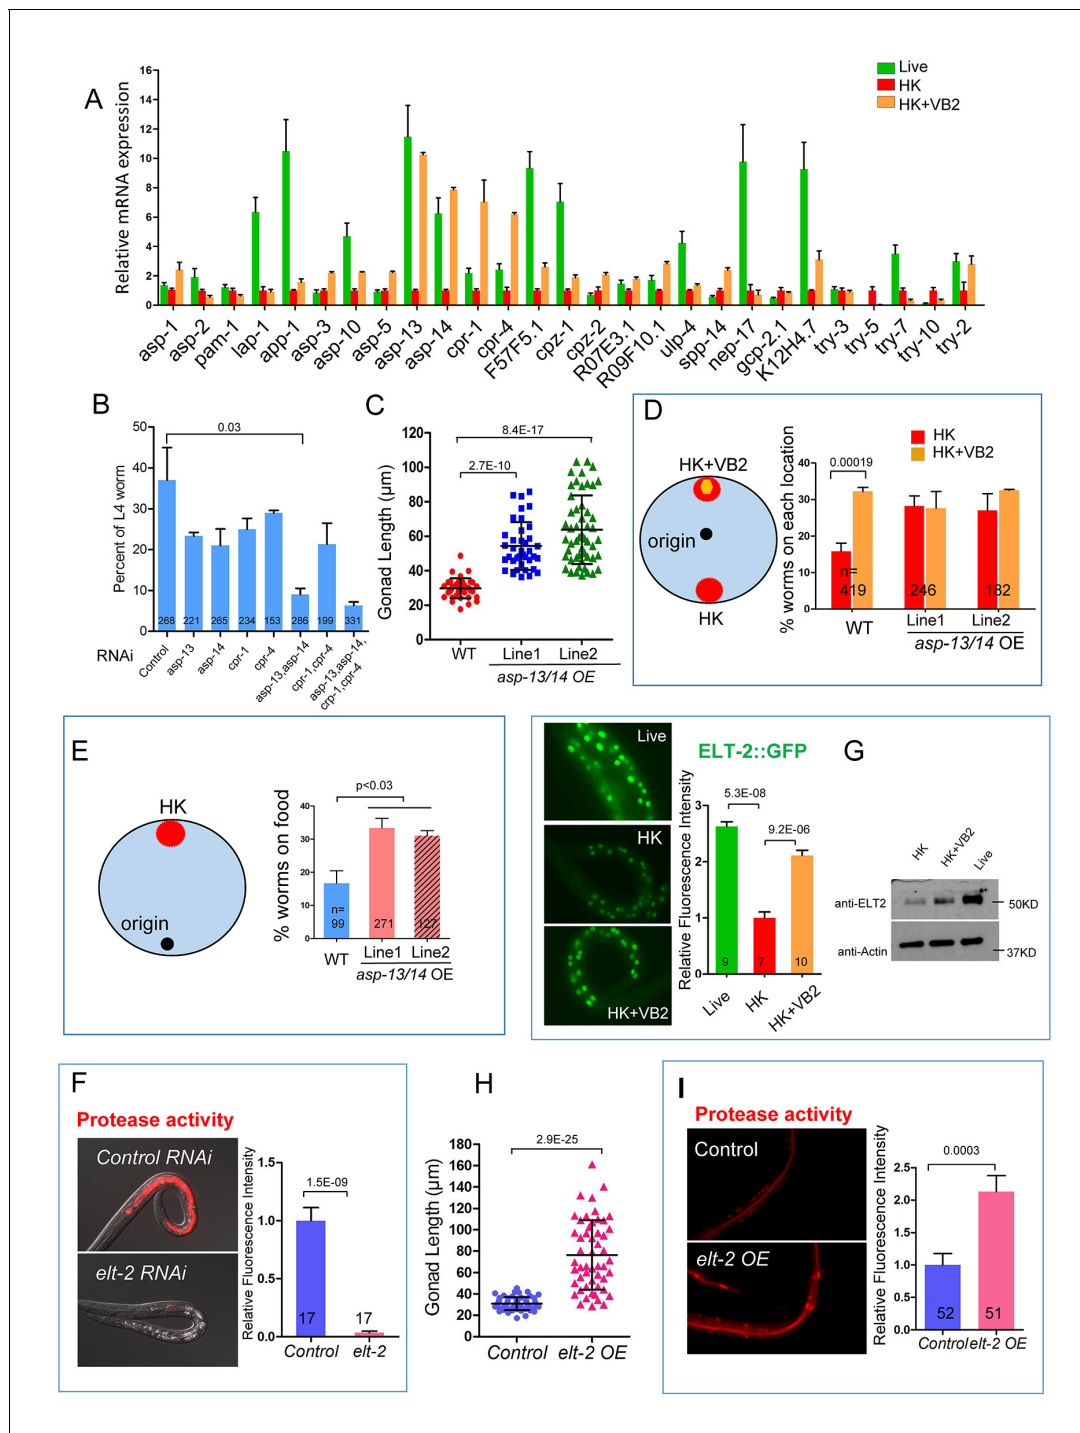 A
Relative mRNA expression
16
14
12
10
8
6
4
2
0
Live
HK
HK+VB2
asp-1
asp-2
pam-1
lap-1
app-1
asp-3
asp-10
asp-5
asp-13
asp-14
cpr-1
cpr-4
F57F5.1
cpz-1
cpz-2
R07E3.1
R09F10.1
ulp-4
spp-14
nep-17
gcp-2.1
K12H4.7
try-3
try-5
try-7
try-10
try-2
B
Percent of L4 worm
50
40
30
20
10
0
0.03
268
221
265
234
153
286
199
331
RNAi
Control
asp-13
asp-14
cpr-1
cpr-4
asp-13,asp-14
cpr-1,cpr-4
asp-13,asp-14,
crp-1,cpr-4
C
Gonad Length (μm)
120
100
80
60
40
20
0
8.4E-17
2.7E-10
WT
Line1
Line2
asp-13/14 OE
D
HK+VB2
origin
HK
HK
HK+VB2
% worms on each location
40
30
20
10
0
0.00019
n=
419
246
182
WT
Line1
Line2
asp-13/14 OE
E
HK
origin
% worms on food
40
30
20
10
0
p<0.03
n=
99
271
127
WT
Line1
Line2
asp-13/14 OE
Live
HK
HK+VB2
ELT-2::GFP
Relative Fluorescence Intensity
3
2
1
0
5.3E-08
9.2E-06
9
7
10
Live
HK
HK+VB2
G
HK
HK+VB2
Live
anti-ELT2
50KD
anti-Actin
37KD
F
Protease activity
Control RNAi
elt-2 RNAi
Relative Fluorescence Intensity
1.5
1.0
0.5
0.0
1.5E-09
17
17
Control
elt-2
H
Gonad Length (μm)
180
160
140
120
100
80
60
40
20
0
2.9E-25
Control
elt-2 OE
I
Protease activity
Control
elt-2 OE
Relative Fluorescence Intensity
2.5
2.0
1.5
1.0
0.5
0.0
0.0003
52
51
Control
elt-2 OE